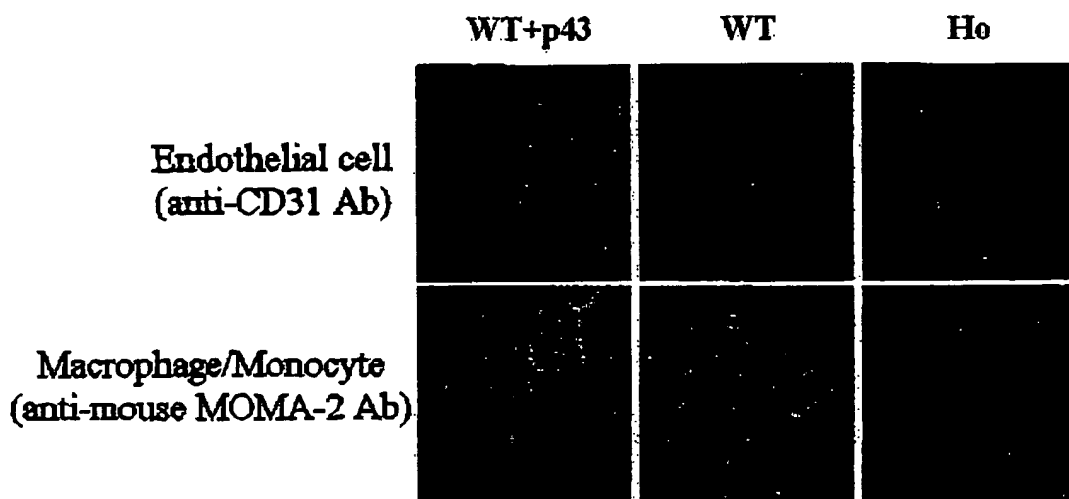 WT+p43 WT Ho
Endothelial cell
(anti-CD31 Ab)
Macrophage/Monocyte
(anti-mouse MOMA-2 Ab)